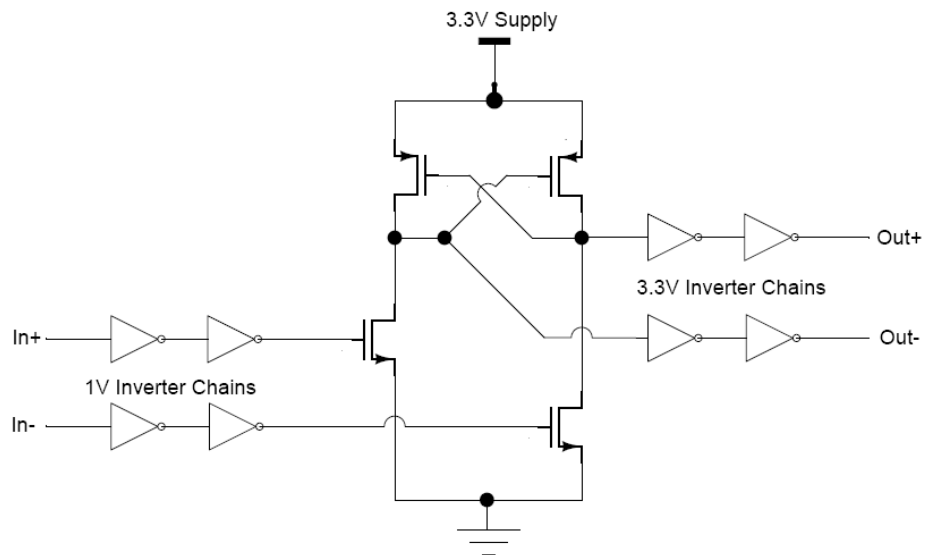 3.3V Supply
Out+
3.3V Inverter Chains
In+
Out-
1V Inverter Chains
In-